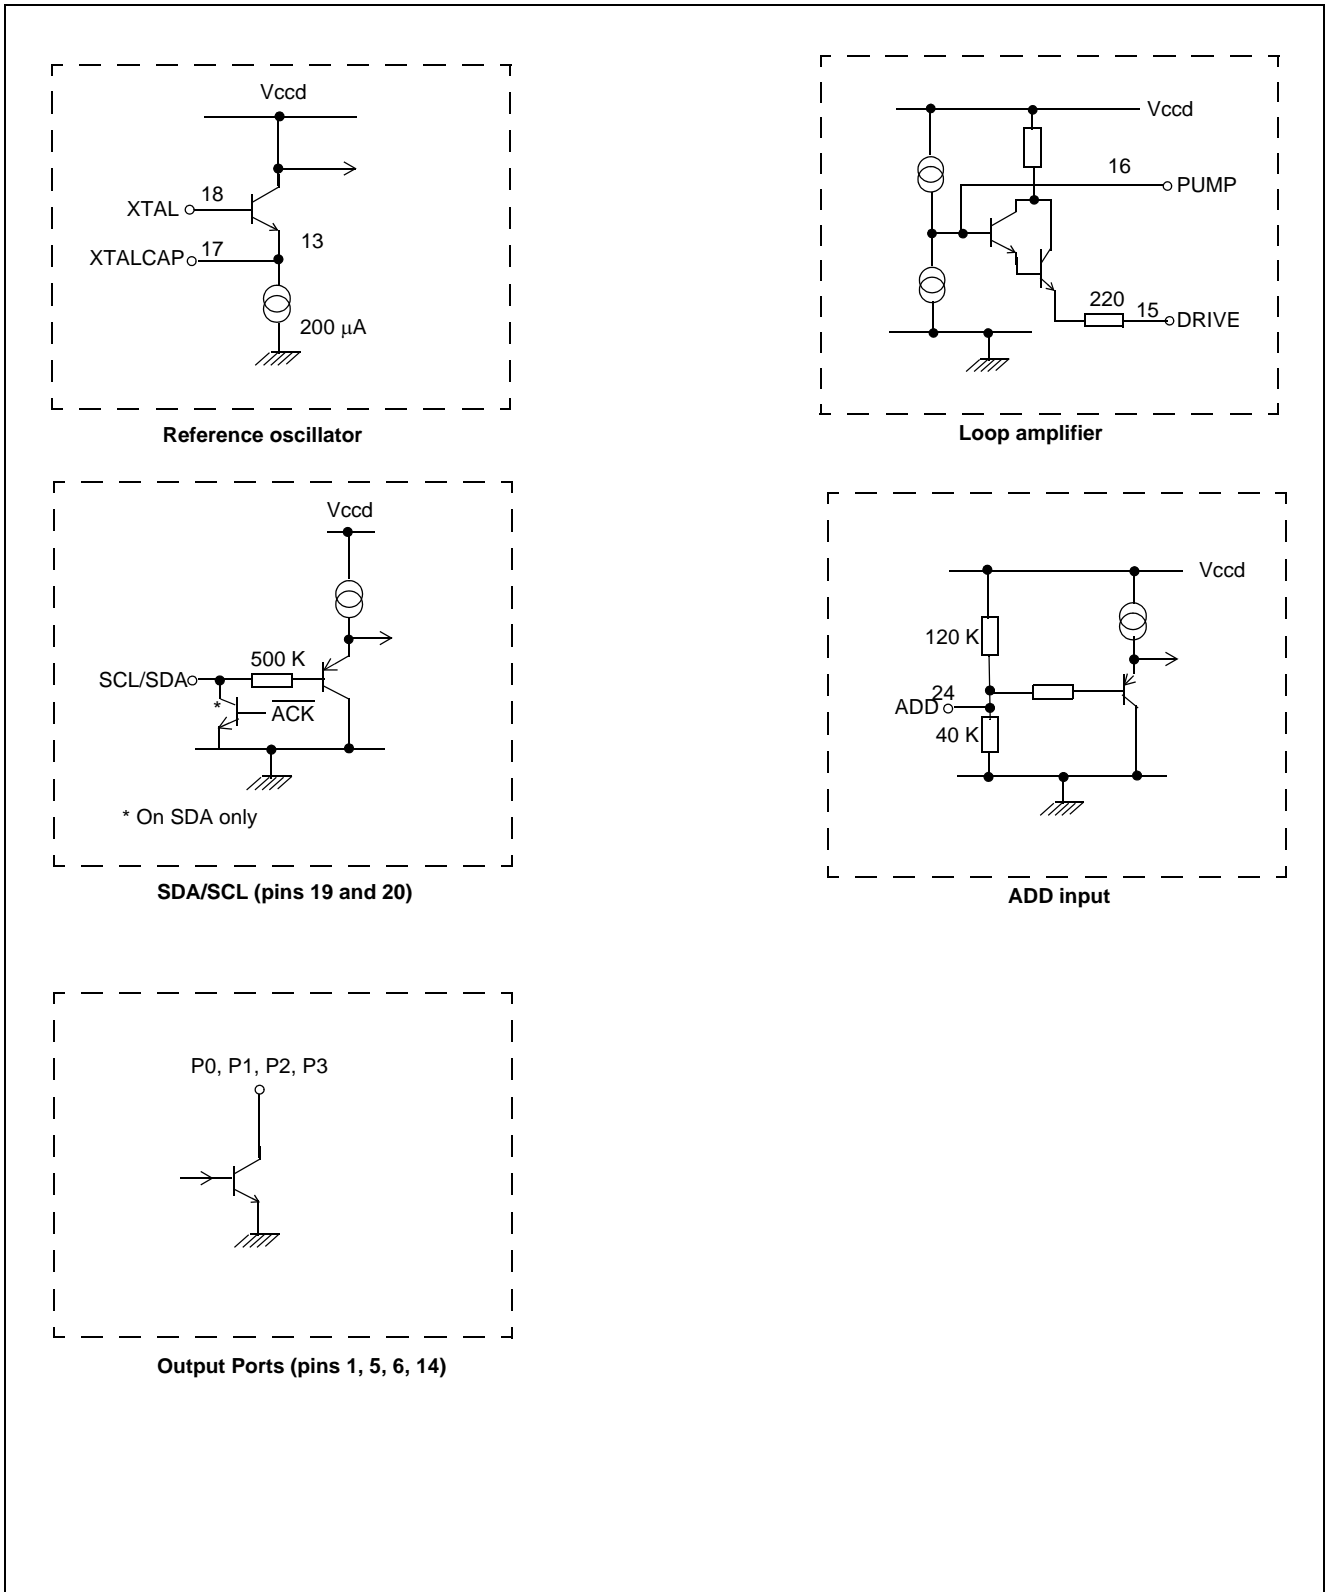 Vccd
18
XTAL
13
17
XTALCAP
200 μA
Reference oscillator
Vccd
16
PUMP
220
15
DRIVE
Loop amplifier
Vccd
500 K
SCL/SDA
*
ACK
* On SDA only
SDA/SCL (pins 19 and 20)
Vccd
120 K
24
ADD
40 K
ADD input
P0, P1, P2, P3
Output Ports (pins 1, 5, 6, 14)